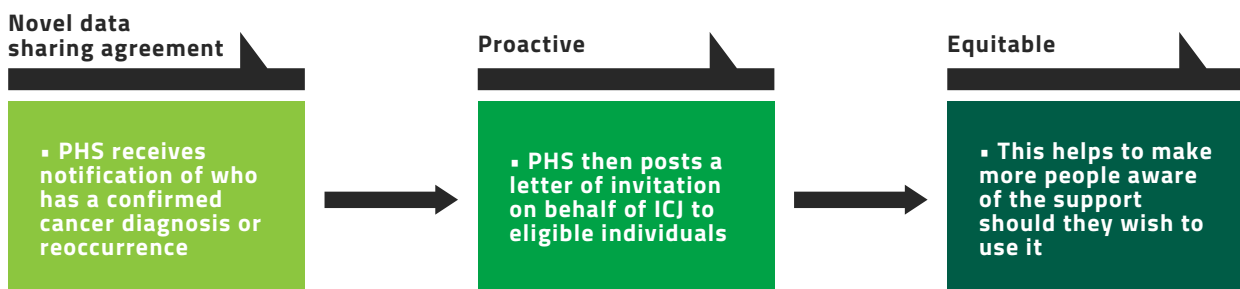 Novel data
sharing agreement
▪ PHS receives
notification of who
has a confirmed
cancer diagnosis or
reoccurrence
Proactive
▪ PHS then posts a
letter of invitation
on behalf of ICJ to
eligible individuals
Equitable
▪ This helps to make
more people aware
of the support
should they wish to
use it